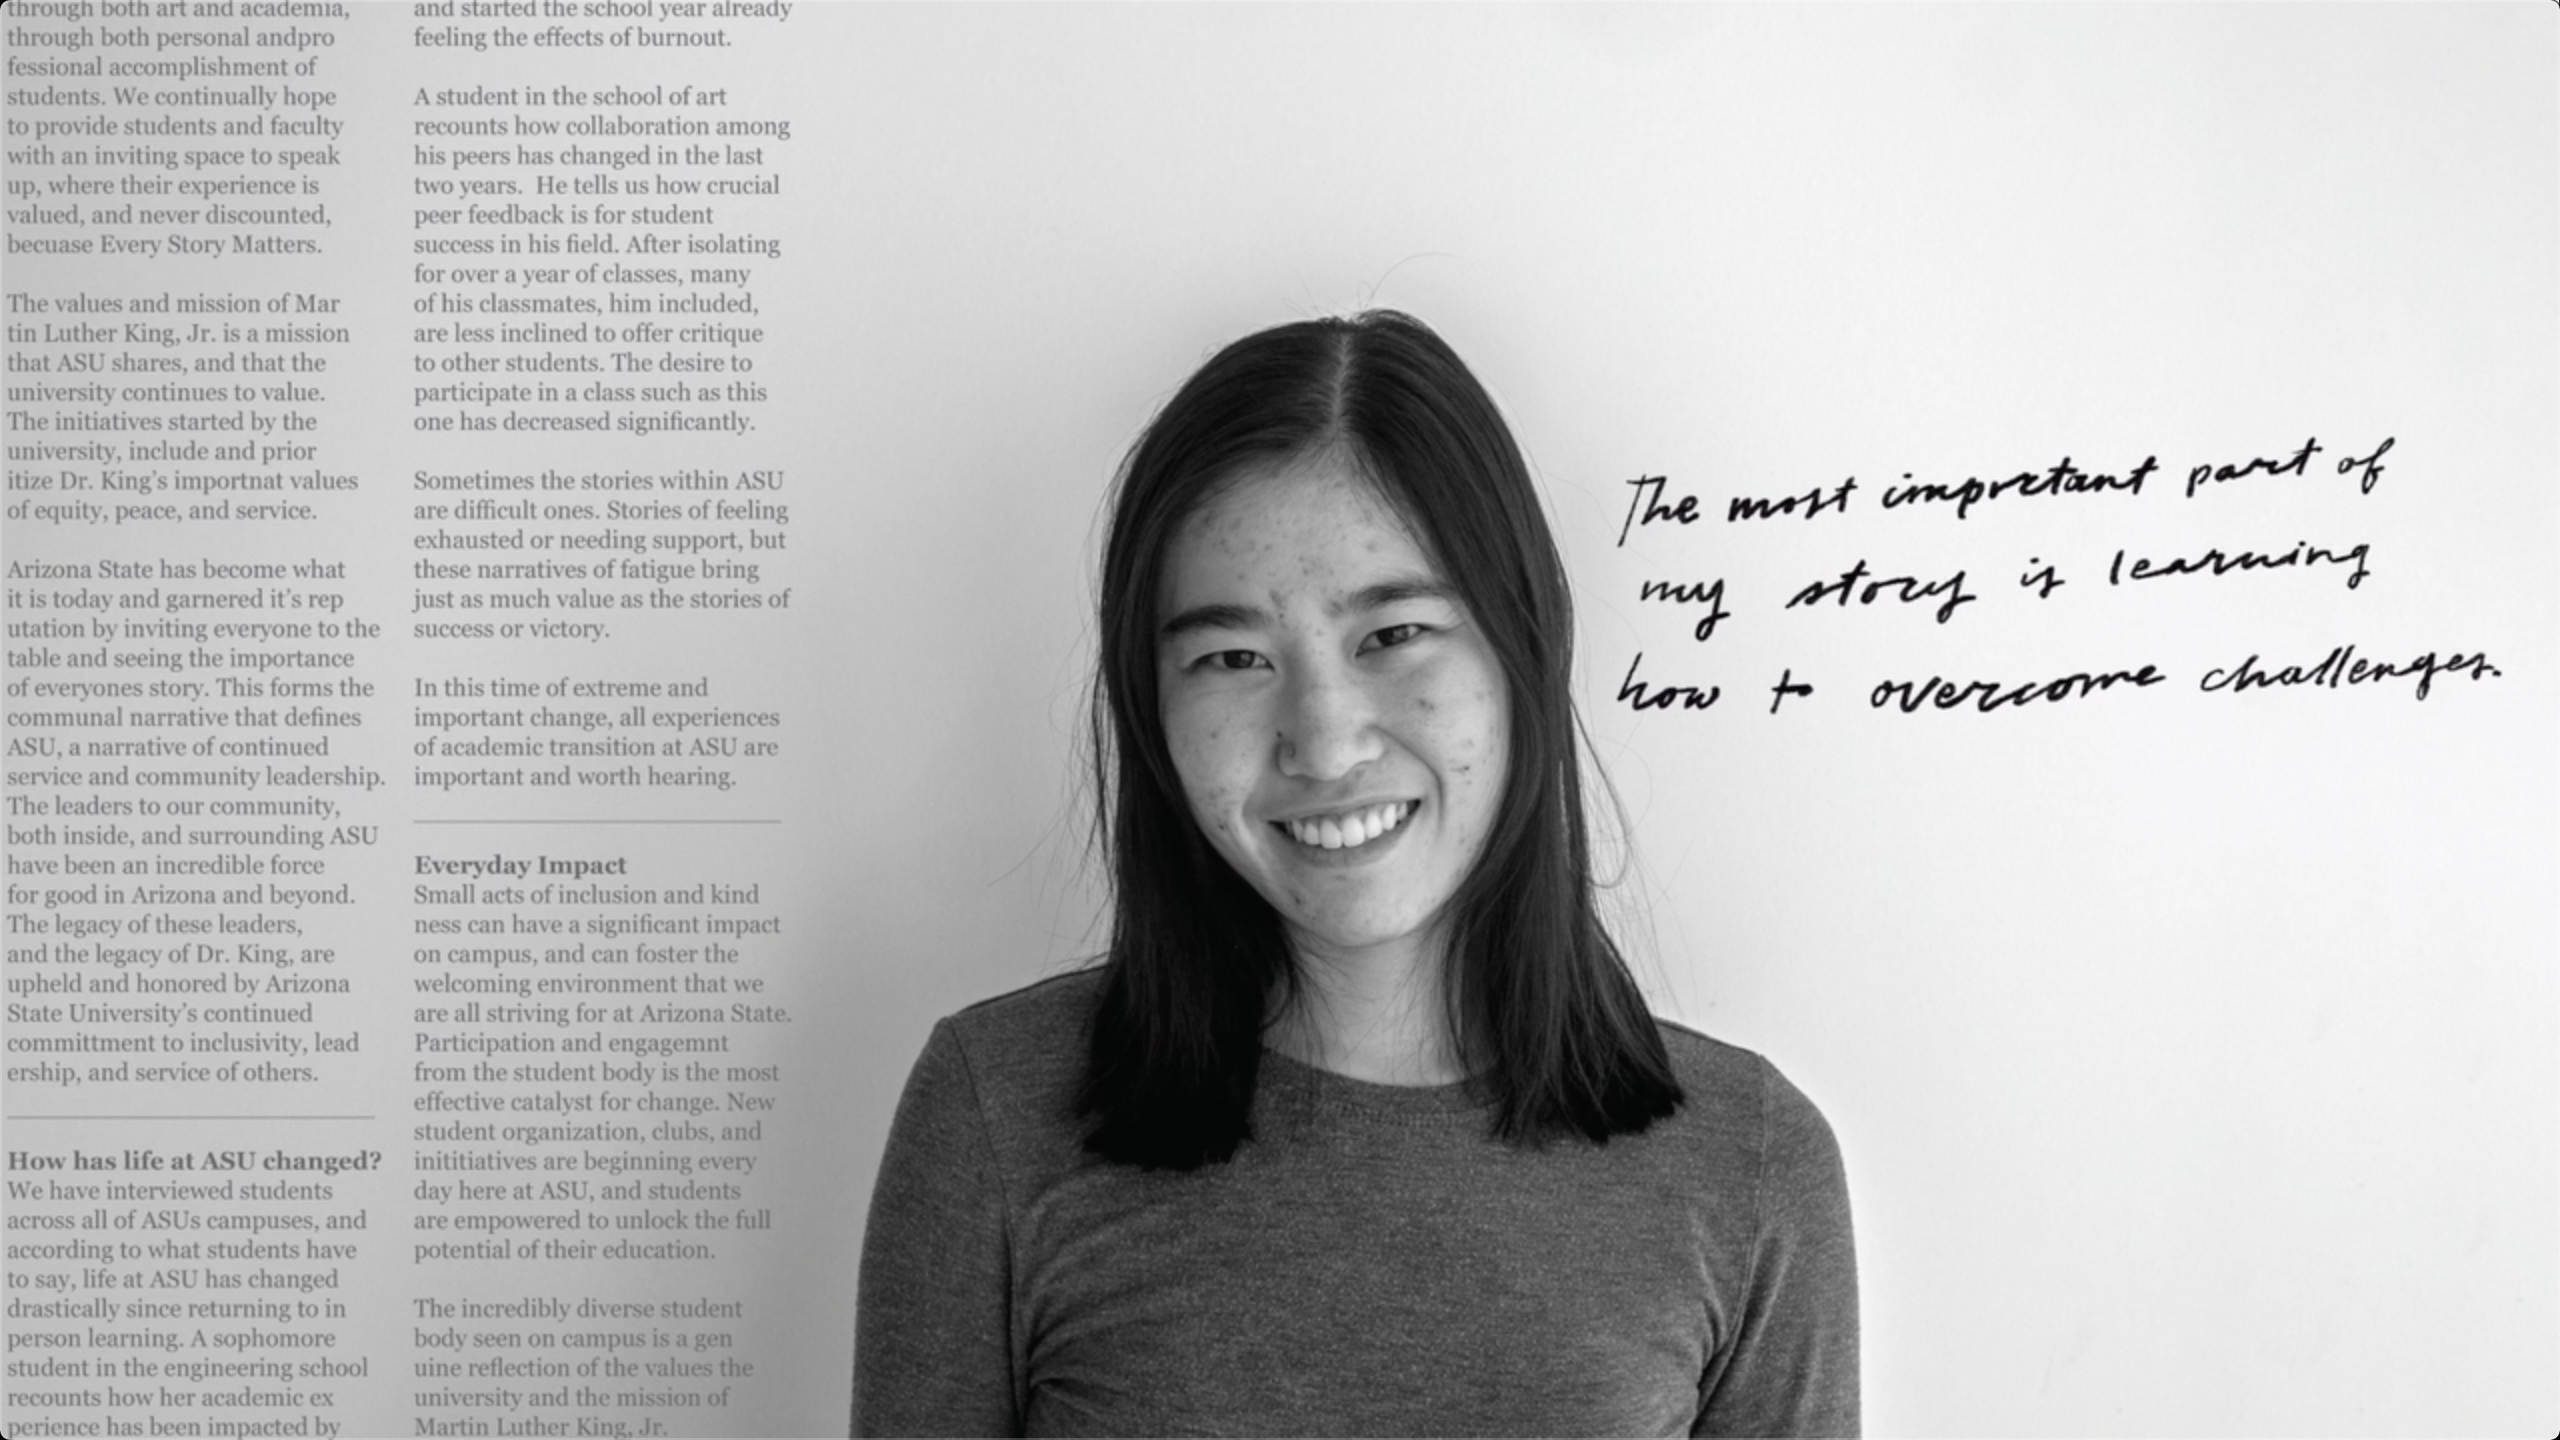 through both art and academia,
through both personal andpro
fessional accomplishment of
students. We continually hope
to provide students and faculty
with an inviting space to speak
up, where their experience is
valued, and never discounted,
becuase Every Story Matters.
The values and mission of Mar
tin Luther King, Jr. is a mission
that ASU shares, and that the
university continues to value.
The initiatives started by the
university, include and prior
itize Dr. King's importnat values
of equity, peace, and service.
Arizona State has become what
it is today and garnered it's rep
utation by inviting everyone to the
table and seeing the importance
of everyones story. This forms the
communal narrative that defines
ASU, a narrative of continued
service and community leadership.
The leaders to our community,
both inside, and surrounding ASU
have been an incredible force
for good in Arizona and beyond.
The legacy of these leaders,
and the legacy of Dr. King, are
upheld and honored by Arizona
State University's continued
committment to inclusivity, lead
ership, and service of others.
How has life at ASU changed?
We have interviewed students
across all of ASUs campuses, and
according to what students have
to say, life at ASU has changed
drastically since returning to in
person learning. A sophomore
student in the engineering school
recounts how her academic ex
perience has been impacted by
and started the school year already
feeling the effects of burnout.
A student in the school of art
recounts how collaboration among
his peers has changed in the last
two years.  He tells us how crucial
peer feedback is for student
success in his field. After isolating
for over a year of classes, many
of his classmates, him included,
are less inclined to offer critique
to other students. The desire to
participate in a class such as this
one has decreased significantly.
Sometimes the stories within ASU
are difficult ones. Stories of feeling
exhausted or needing support, but
these narratives of fatigue bring
just as much value as the stories of
success or victory.
In this time of extreme and
important change, all experiences
of academic transition at ASU are
important and worth hearing.
Everyday Impact
Small acts of inclusion and kind
ness can have a significant impact
on campus, and can foster the
welcoming environment that we
are all striving for at Arizona State.
Participation and engagemnt
from the student body is the most
effective catalyst for change. New
student organization, clubs, and
inititiatives are beginning every
day here at ASU, and students
are empowered to unlock the full
potential of their education.
The incredibly diverse student
body seen on campus is a gen
uine reflection of the values the
university and the mission of
Martin Luther King, Jr.
The most important part of
my story is learning
how to overcome challenges.